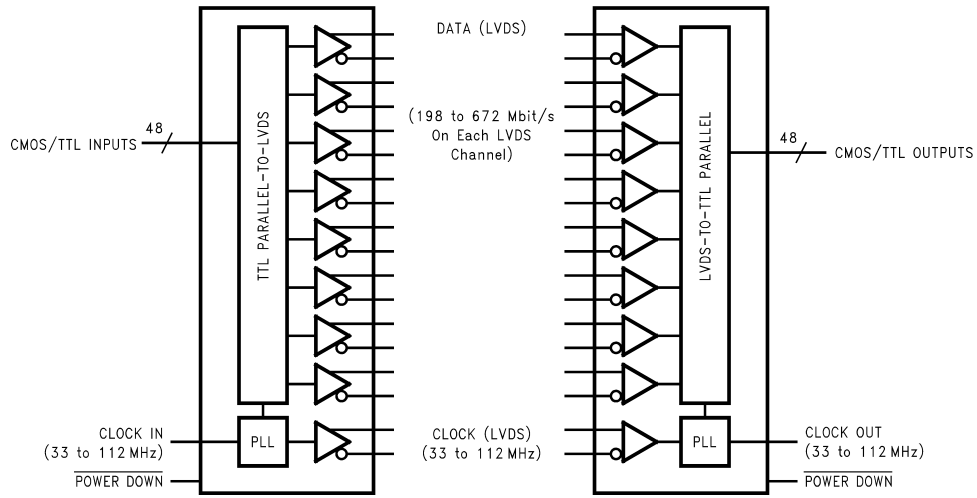 DATA (LVDS)
(198 to 672 Mbit/s
On Each LVDS
Channel)
48
CMOS/TTL INPUTS
TTL PARALLEL-TO-LVDS
LVDS-TO-TTL PARALLEL
48
CMOS/TTL OUTPUTS
CLOCK IN
(33 to 112 MHz)
PLL
CLOCK (LVDS)
(33 to 112 MHz)
PLL
CLOCK OUT
(33 to 112 MHz)
POWER DOWN
POWER DOWN